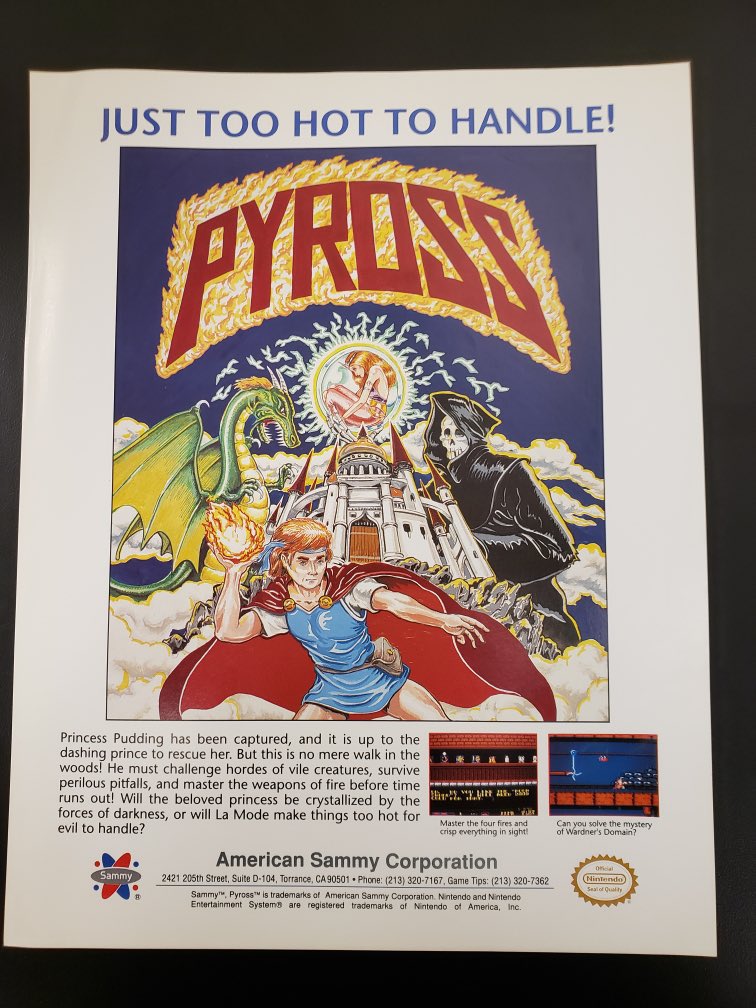 JUST TOO HOT TO HANDLE!
PYROSS
Princess Pudding has been captured, and it is up to the
dashing prince to rescue her. But this is no mere walk in the
woods! He must challenge hordes of vile creatures, survive
perilous pitfalls, and master the weapons of fire before time
runs out! Will the beloved princess be crystallized by the
forces of darkness, or will La Mode make things too hot for
evil to handle?
Master the four fires and
crisp everything in sight!
Can you solve the mystery
of Wardner's Domain?
Sammy
®
American Sammy Corporation
2421 205th Street, Suite D-104, Torrance, CA 90501 • Phone: (213) 320-7167, Game Tips: (213) 320-7362
Sammy™, Pyross™ is trademarks of American Sammy Corporation. Nintendo and Nintendo
Entertainment System® are registered trademarks of Nintendo of America, Inc.
Official
Nintendo
Seal of Quality